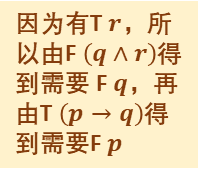 因为有T r，所
以由F (q ∧ r)得
到需要 F q，再
由T (p → q)得
到需要F p